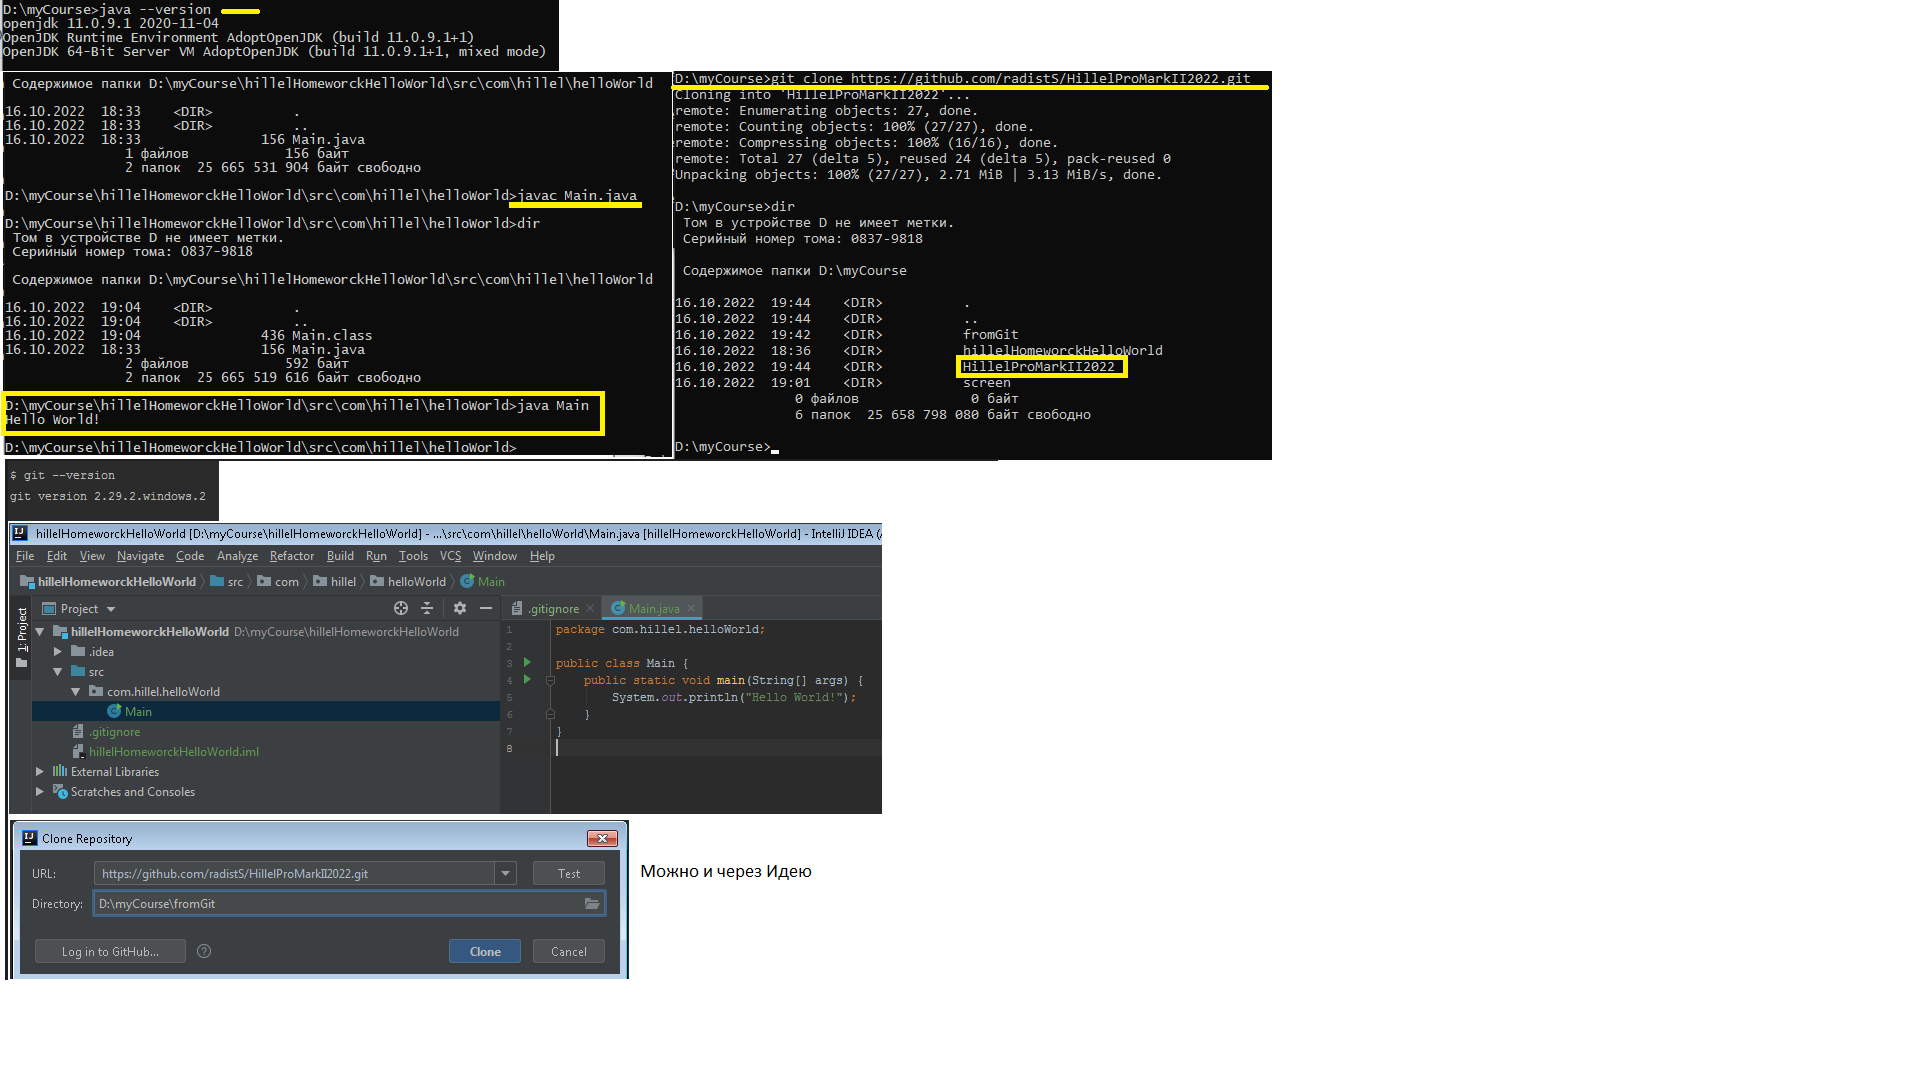 D:\myCourse>java --version
openjdk 11.0.9.1 2020-11-04
OpenJDK Runtime Environment AdoptOpenJDK (build 11.0.9.1+1)
OpenJDK 64-Bit Server VM AdoptOpenJDK (build 11.0.9.1+1, mixed mode)
Содержимое папки D:\myCourse\hillelHomeworckHelloWorld\src\com\hillel\helloWorld
16.10.2022  18:33    <DIR>          .
16.10.2022  18:33    <DIR>          ..
16.10.2022  18:33               156 Main.java
1 файлов            156 байт
2 папок  25 665 531 904 байт свободно
D:\myCourse\hillelHomeworckHelloWorld\src\com\hillel\helloWorld>javac Main.java
D:\myCourse\hillelHomeworckHelloWorld\src\com\hillel\helloWorld>dir
Том в устройстве D не имеет метки.
Серийный номер тома: 0837-9818
Содержимое папки D:\myCourse\hillelHomeworckHelloWorld\src\com\hillel\helloWorld
16.10.2022  19:04    <DIR>          .
16.10.2022  19:04    <DIR>          ..
16.10.2022  19:04               436 Main.class
16.10.2022  18:33               156 Main.java
2 файлов            592 байт
2 папок  25 665 519 616 байт свободно
D:\myCourse\hillelHomeworckHelloWorld\src\com\hillel\helloWorld>java Main
Hello World!
D:\myCourse\hillelHomeworckHelloWorld\src\com\hillel\helloWorld>
D:\myCourse>git clone https://github.com/radistS/HillelProMarkII2022.git
Cloning into 'HillelProMarkII2022'...
remote: Enumerating objects: 27, done.
remote: Counting objects: 100% (27/27), done.
remote: Compressing objects: 100% (16/16), done.
remote: Total 27 (delta 5), reused 24 (delta 5), pack-reused 0
Unpacking objects: 100% (27/27), 2.71 MiB | 3.13 MiB/s, done.
D:\myCourse>dir
Том в устройстве D не имеет метки.
Серийный номер тома: 0837-9818
Содержимое папки D:\myCourse
16.10.2022  19:44    <DIR>          .
16.10.2022  19:44    <DIR>          ..
16.10.2022  19:42    <DIR>          fromGit
16.10.2022  18:36    <DIR>          hillelHomeworckHelloWorld
16.10.2022  19:44    <DIR>          HillelProMarkII2022
16.10.2022  19:01    <DIR>          screen
0 файлов              0 байт
6 папок  25 658 798 080 байт свободно
D:\myCourse>
$ git --version
git version 2.29.2.windows.2
hillelHomeworckHelloWorld [D:\myCourse\hillelHomeworckHelloWorld] - ...\src\com\hillel\helloWorld\Main.java [hillelHomeworckHelloWorld] - IntelliJ IDEA (
File Edit View Navigate Code Analyze Refactor Build Run Tools VCS Window Help
hillelHomeworckHelloWorld src com hillel helloWorld Main
1: Project
Project
hillelHomeworckHelloWorld D:\myCourse\hillelHomeworckHelloWorld
.idea
src
com.hillel.helloWorld
Main
.gitignore
hillelHomeworckHelloWorld.iml
External Libraries
Scratches and Consoles
.gitignore Main.java
1 package com.hillel.helloWorld;
2
3 public class Main {
4 public static void main(String[] args) {
5 System.out.println("Hello World!");
6 }
7 }
8
Clone Repository
URL: https://github.com/radistS/HillelProMarkII2022.git Test
Directory: D:\myCourse\fromGit
Log in to GitHub... ? Clone Cancel
Можно и через Идею